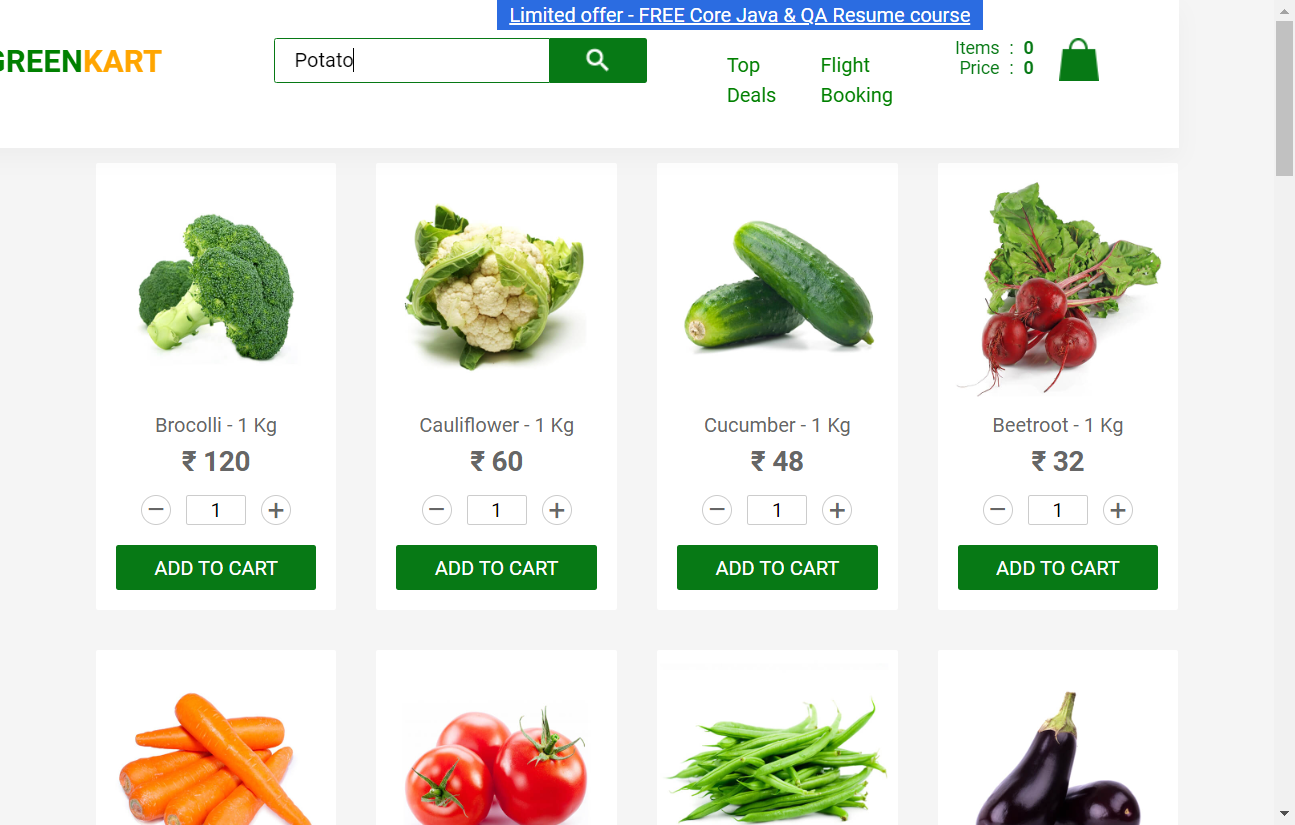 Limited offer - FREE Core Java & QA Resume course
GREENKART
Potato
Top Deals
Flight Booking
Items : 0
Price : 0
Brocolli - 1 Kg
₹ 120
− 1 +
ADD TO CART
Cauliflower - 1 Kg
₹ 60
− 1 +
ADD TO CART
Cucumber - 1 Kg
₹ 48
− 1 +
ADD TO CART
Beetroot - 1 Kg
₹ 32
− 1 +
ADD TO CART